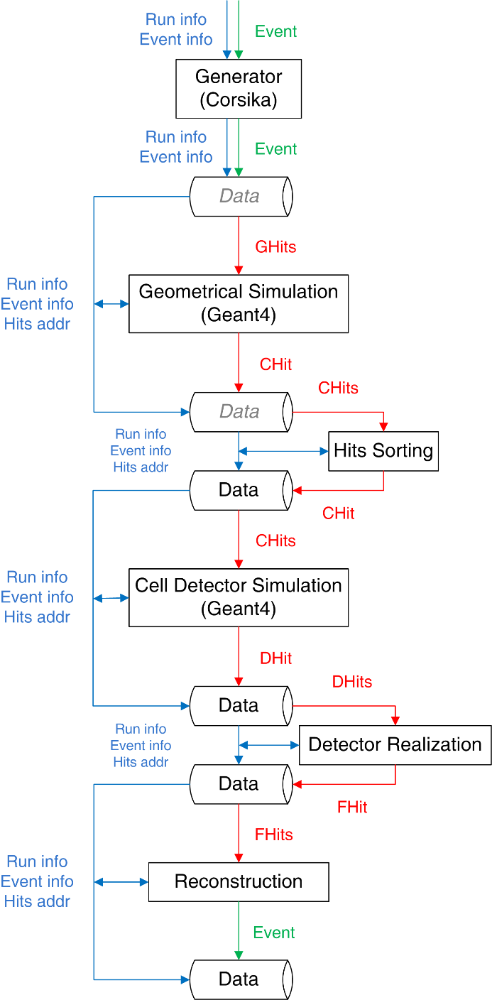 Run info
Event info
Event
Generator
(Corsika)
Run info
Event info
Event
Data
GHits
Run info
Event info
Hits addr
Geometrical Simulation
(Geant4)
CHit
CHits
Data
Run info
Event info
Hits addr
Hits Sorting
Data
CHit
CHits
Run info
Event info
Hits addr
Cell Detector Simulation
(Geant4)
DHit
DHits
Data
Run info
Event info
Hits addr
Detector Realization
Data
FHit
FHits
Run info
Event info
Hits addr
Reconstruction
Event
Data